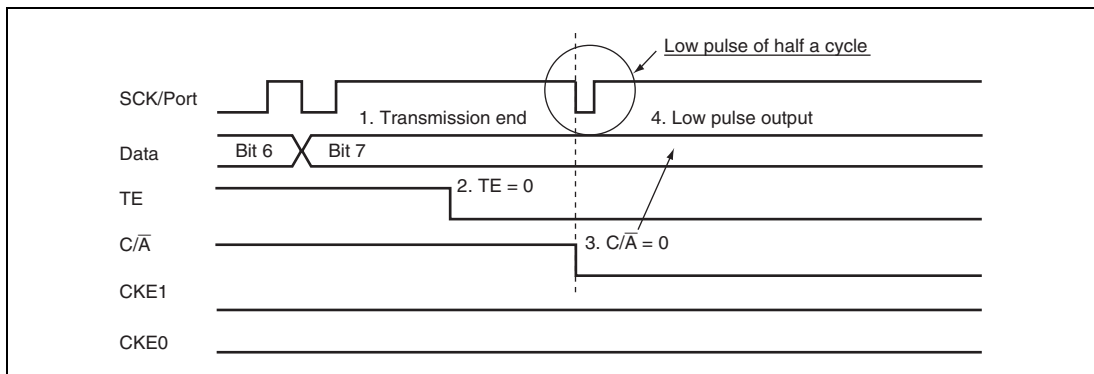 Low pulse of half a cycle
SCK/Port
1. Transmission end
4. Low pulse output
Data
Bit 6
Bit 7
2. TE = 0
TE
C/A̅
3. C/A̅ = 0
CKE1
CKE0